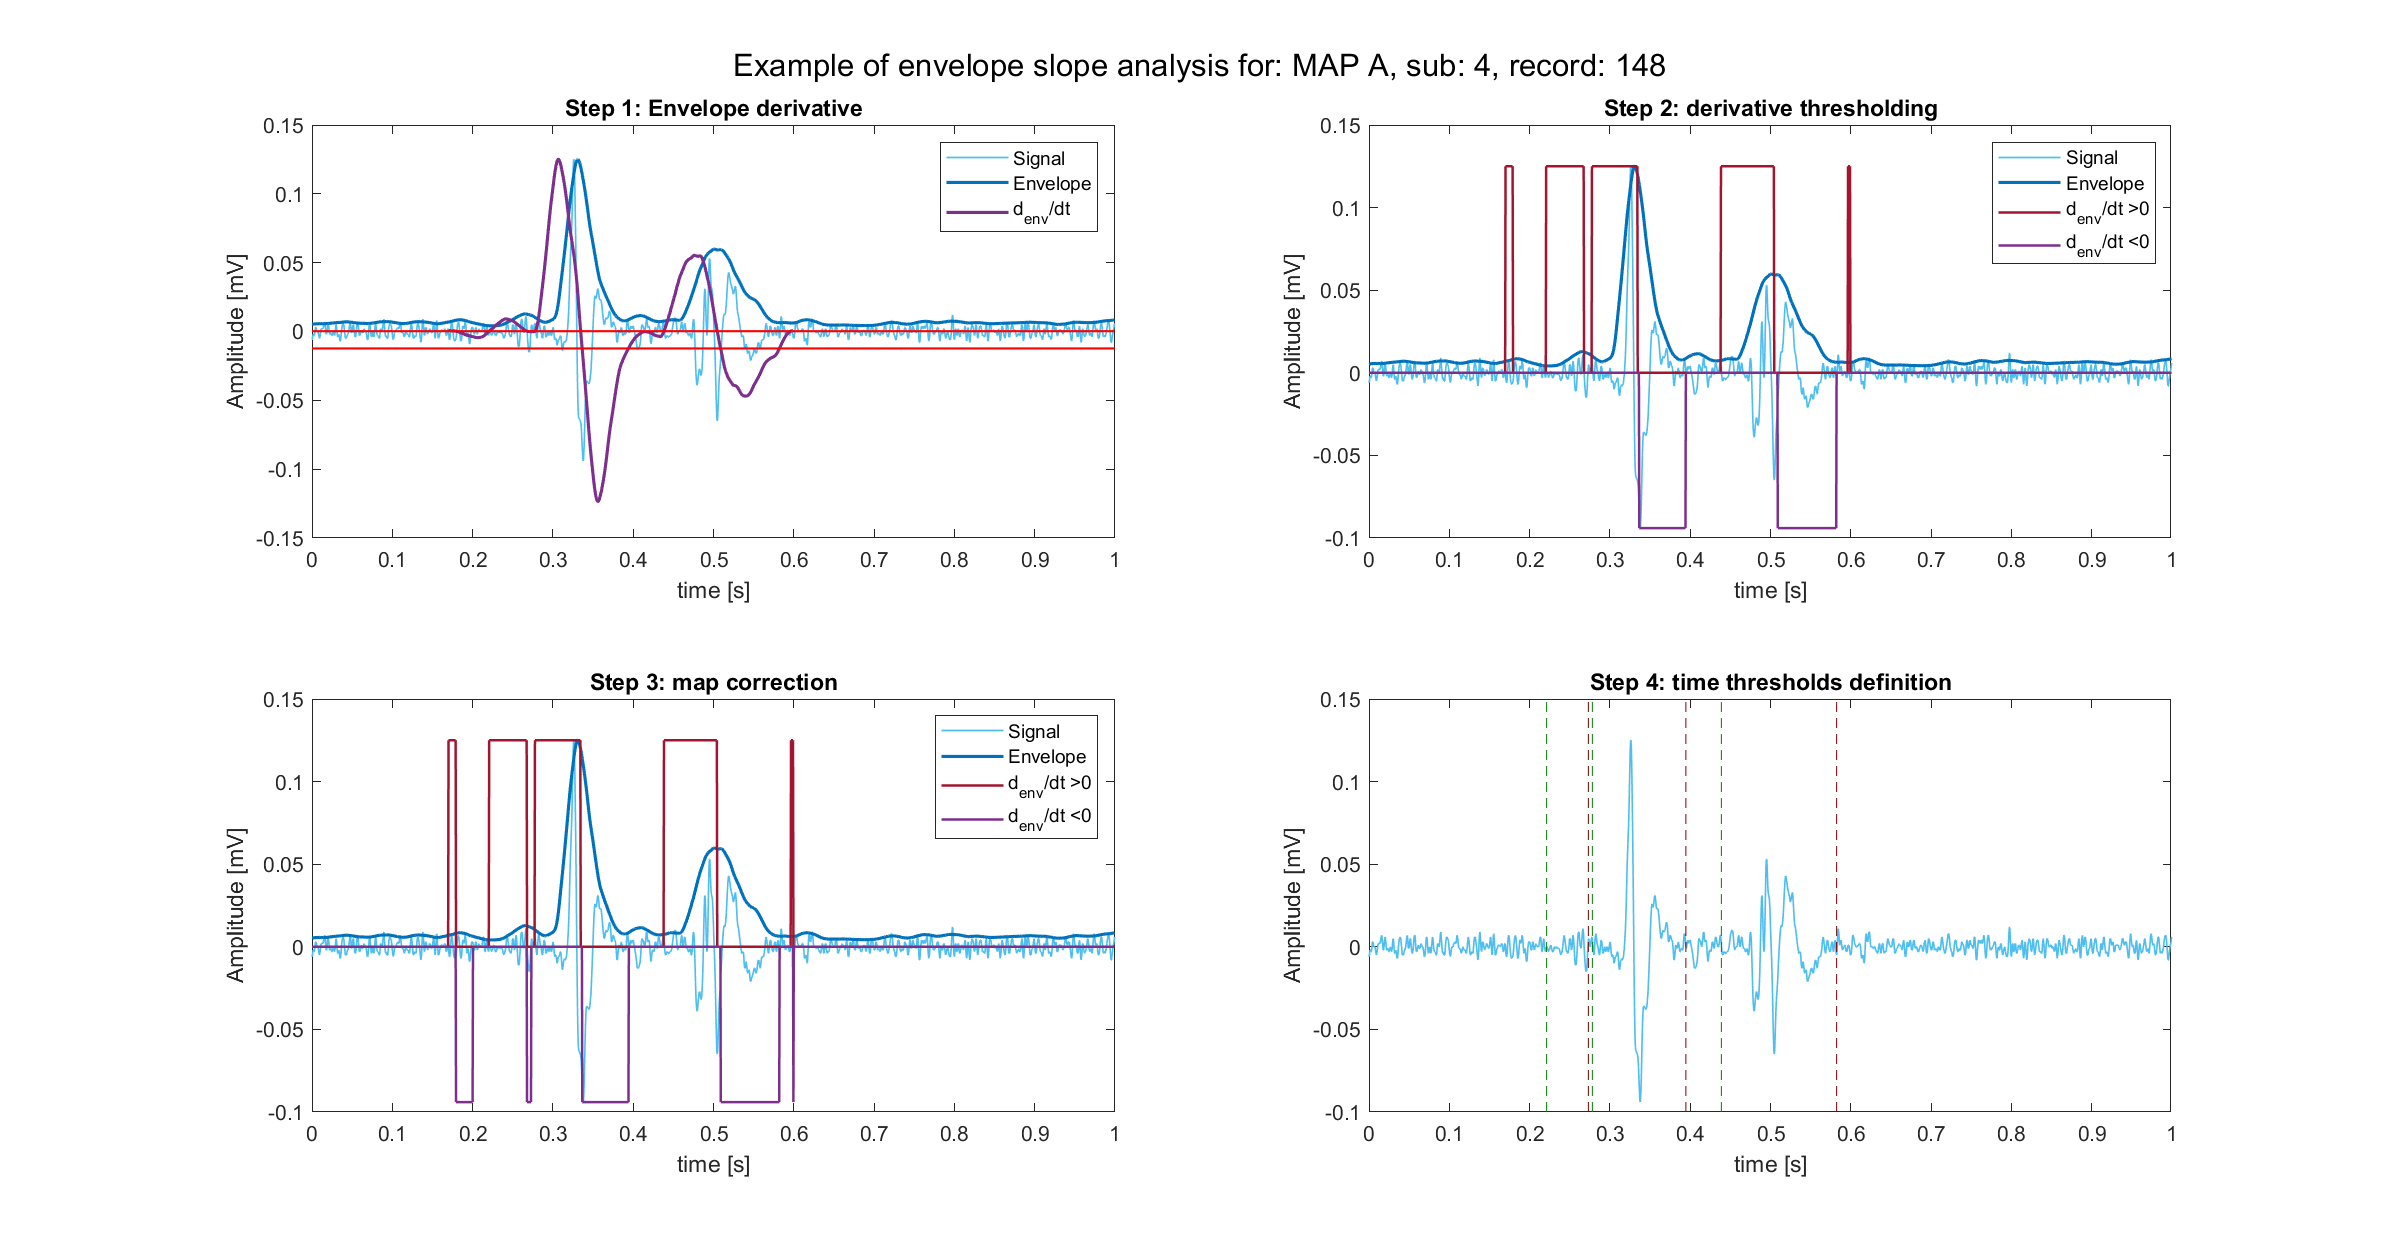 Example of envelope slope analysis for: MAP A, sub: 4, record: 148
Step 1: Envelope derivative
0.15
0.1
0.05
0
-0.05
-0.1
-0.15
Amplitude [mV]
0 0.1 0.2 0.3 0.4 0.5 0.6 0.7 0.8 0.9 1
time [s]
Signal
Envelope
d_env/dt
Step 2: derivative thresholding
0.15
0.1
0.05
0
-0.05
-0.1
Amplitude [mV]
0 0.1 0.2 0.3 0.4 0.5 0.6 0.7 0.8 0.9 1
time [s]
Signal
Envelope
d_env/dt >0
d_env/dt <0
Step 3: map correction
0.15
0.1
0.05
0
-0.05
-0.1
Amplitude [mV]
0 0.1 0.2 0.3 0.4 0.5 0.6 0.7 0.8 0.9 1
time [s]
Signal
Envelope
d_env/dt >0
d_env/dt <0
Step 4: time thresholds definition
0.15
0.1
0.05
0
-0.05
-0.1
Amplitude [mV]
0 0.1 0.2 0.3 0.4 0.5 0.6 0.7 0.8 0.9 1
time [s]